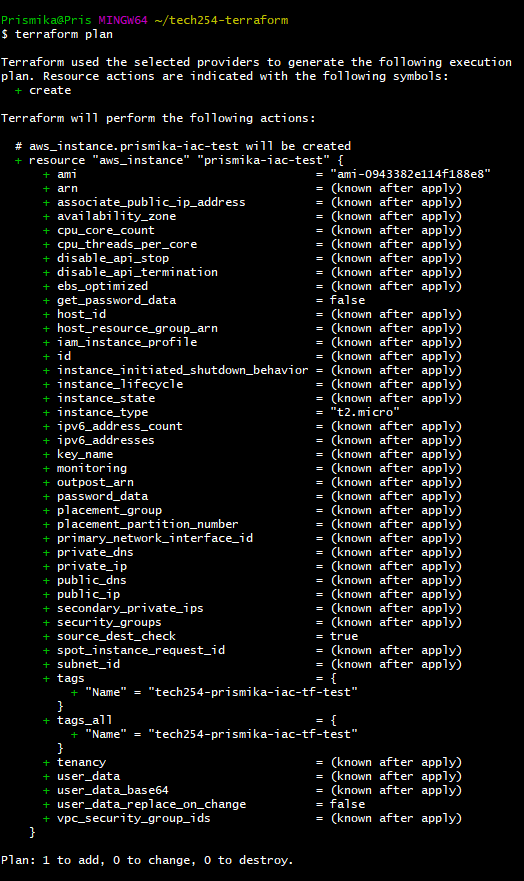 Prismika@Pris MINGW64 ~/tech254-terraform
$ terraform plan
Terraform used the selected providers to generate the following execution
plan. Resource actions are indicated with the following symbols:
+ create
Terraform will perform the following actions:
# aws_instance.prismika-iac-test will be created
+ resource "aws_instance" "prismika-iac-test" {
+ ami = "ami-0943382e114f188e8"
+ arn = (known after apply)
+ associate_public_ip_address = (known after apply)
+ availability_zone = (known after apply)
+ cpu_core_count = (known after apply)
+ cpu_threads_per_core = (known after apply)
+ disable_api_stop = (known after apply)
+ disable_api_termination = (known after apply)
+ ebs_optimized = (known after apply)
+ get_password_data = false
+ host_id = (known after apply)
+ host_resource_group_arn = (known after apply)
+ iam_instance_profile = (known after apply)
+ id = (known after apply)
+ instance_initiated_shutdown_behavior = (known after apply)
+ instance_lifecycle = (known after apply)
+ instance_state = (known after apply)
+ instance_type = "t2.micro"
+ ipv6_address_count = (known after apply)
+ ipv6_addresses = (known after apply)
+ key_name = (known after apply)
+ monitoring = (known after apply)
+ outpost_arn = (known after apply)
+ password_data = (known after apply)
+ placement_group = (known after apply)
+ placement_partition_number = (known after apply)
+ primary_network_interface_id = (known after apply)
+ private_dns = (known after apply)
+ private_ip = (known after apply)
+ public_dns = (known after apply)
+ public_ip = (known after apply)
+ secondary_private_ips = (known after apply)
+ security_groups = (known after apply)
+ source_dest_check = true
+ spot_instance_request_id = (known after apply)
+ subnet_id = (known after apply)
+ tags = {
+ "Name" = "tech254-prismika-iac-tf-test"
}
+ tags_all = {
+ "Name" = "tech254-prismika-iac-tf-test"
}
+ tenancy = (known after apply)
+ user_data = (known after apply)
+ user_data_base64 = (known after apply)
+ user_data_replace_on_change = false
+ vpc_security_group_ids = (known after apply)
}
Plan: 1 to add, 0 to change, 0 to destroy.